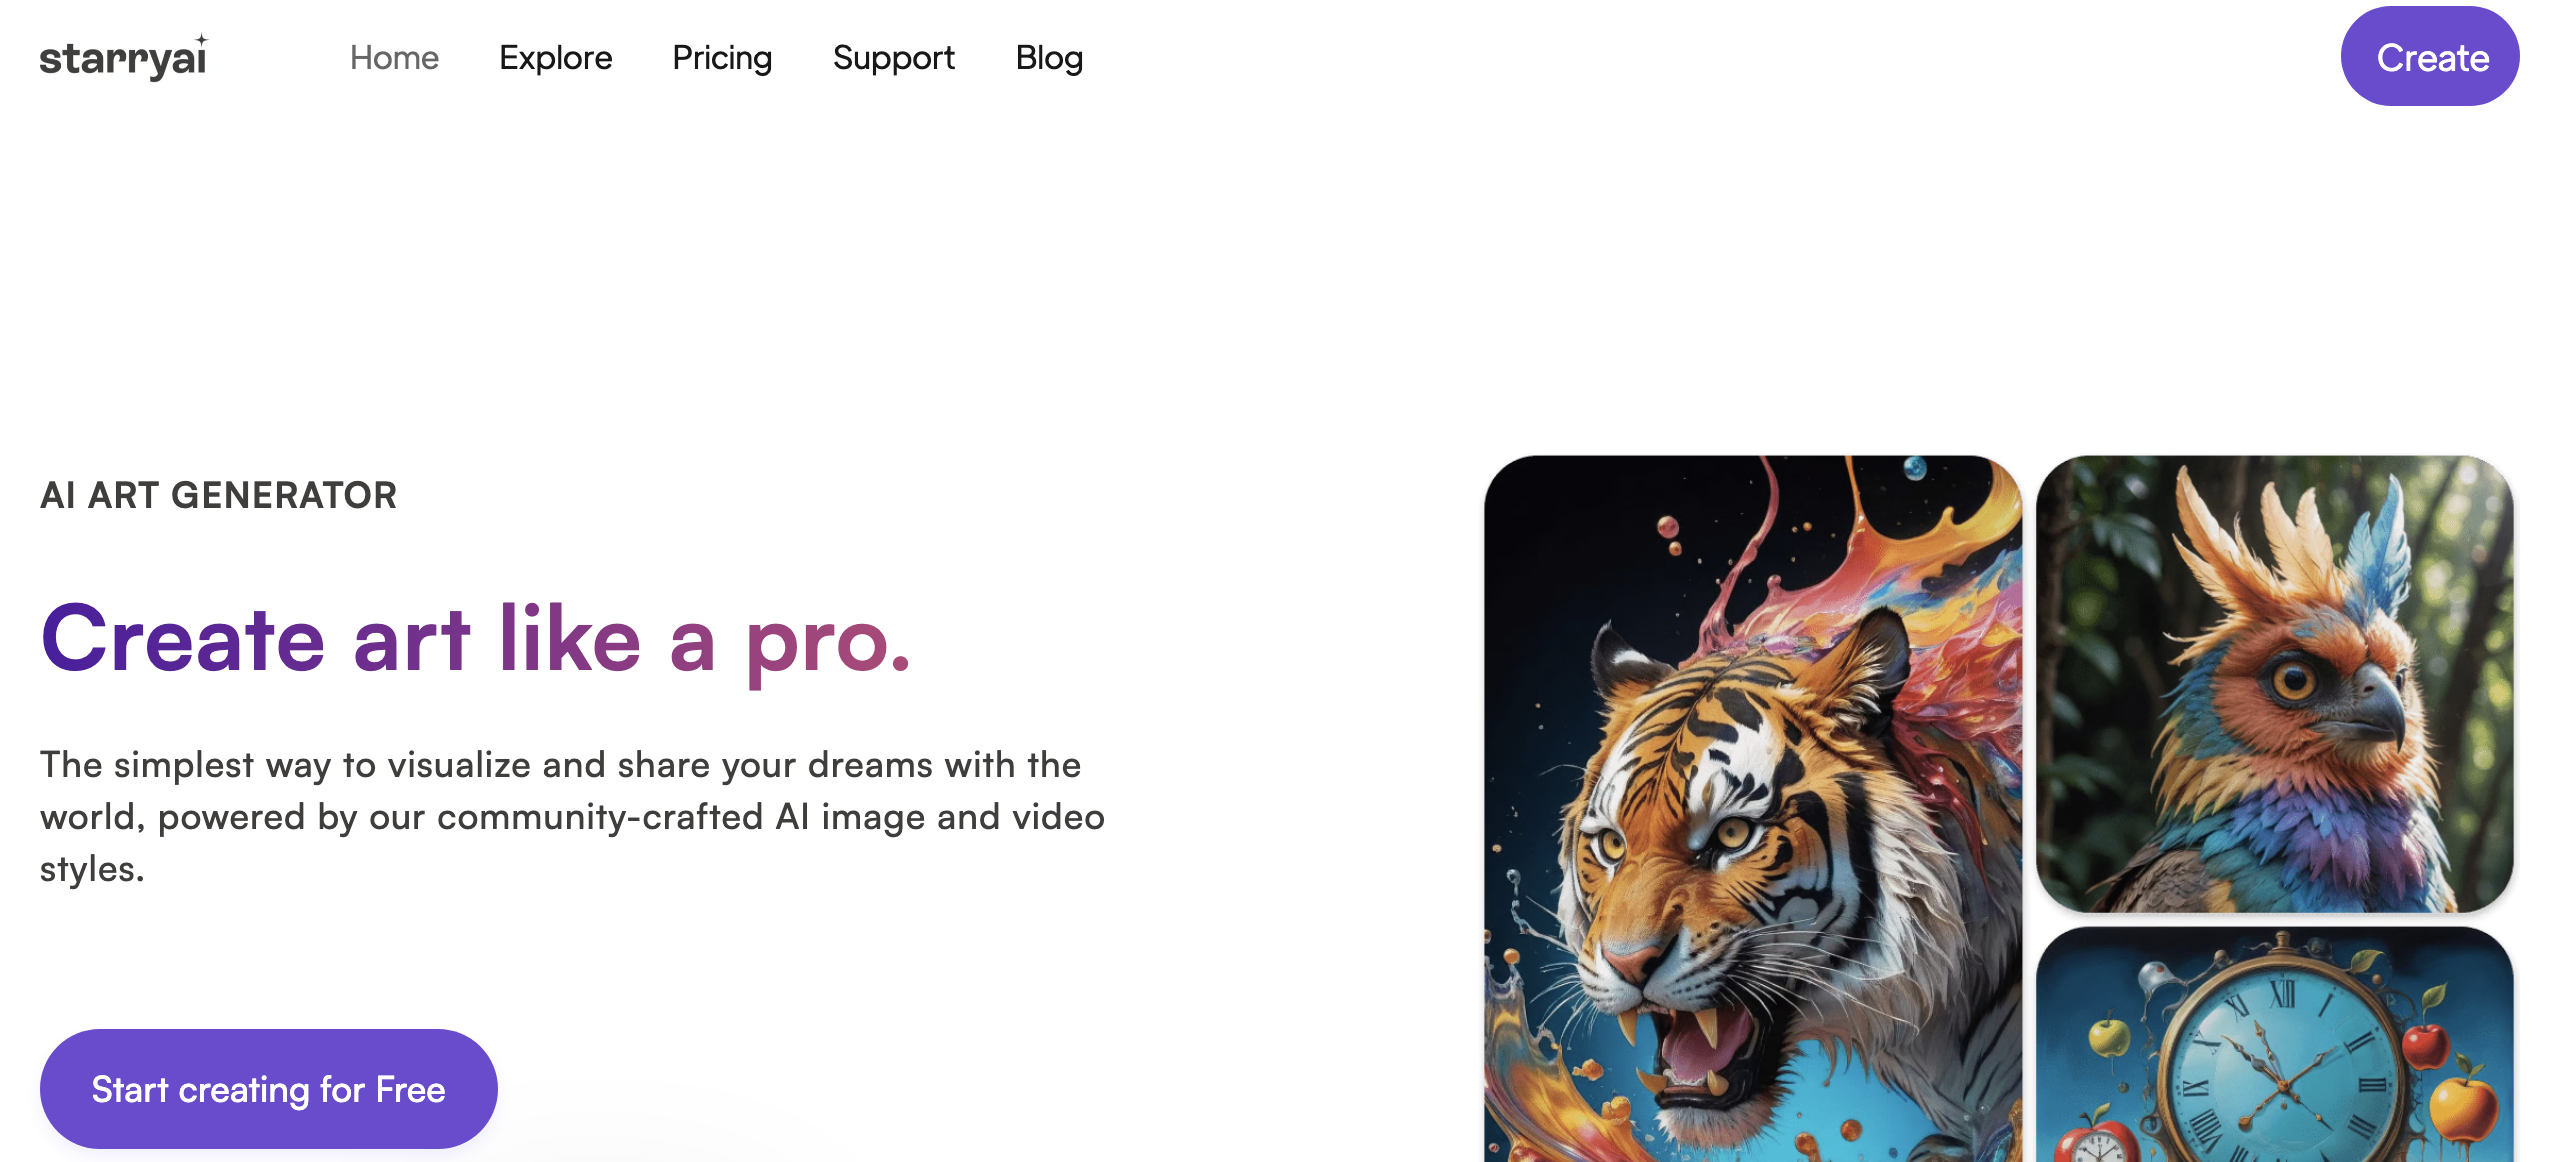 starryai
Home
Explore
Pricing
Support
Blog
Create
AI ART GENERATOR
Create art like a pro.
The simplest way to visualize and share your dreams with the
world, powered by our community-crafted AI image and video
styles.
Start creating for Free